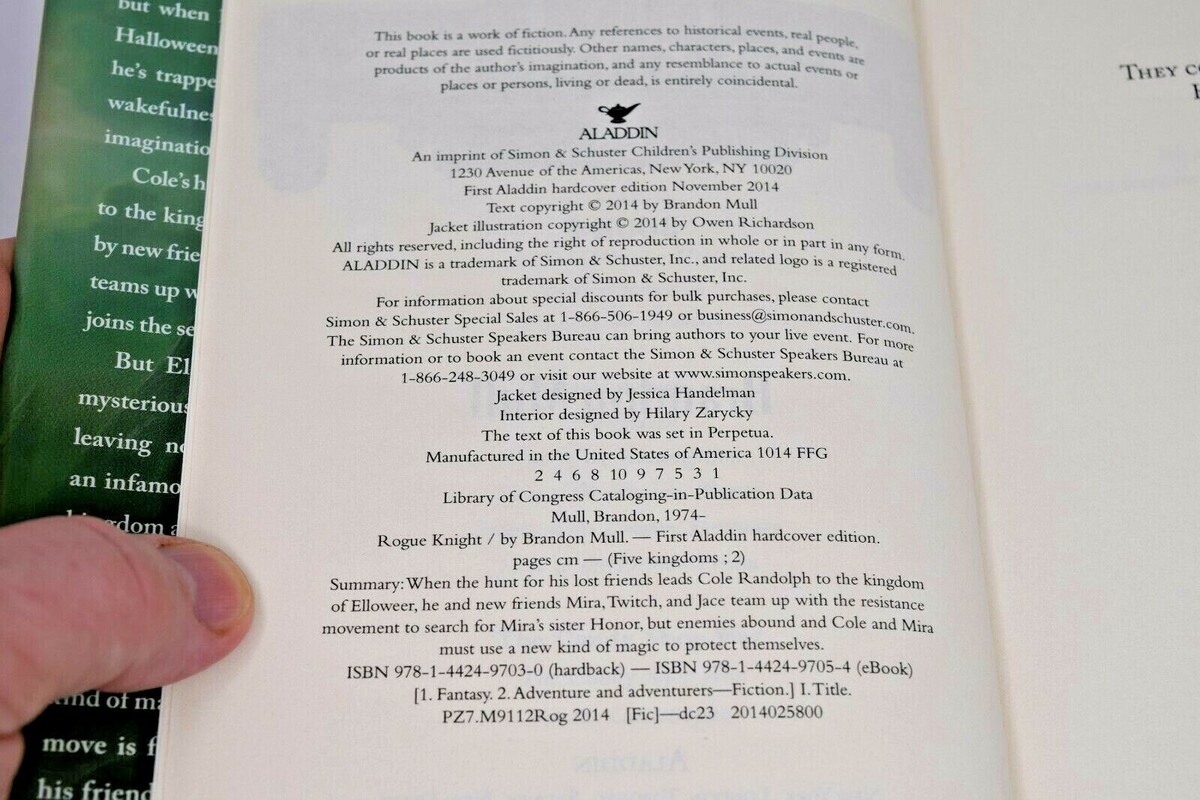 but when
Halloween
he's trappe
wakefulnes
imaginatio
Cole's h
to the king
by new frie
teams up w
joins the se
But El
mysterious
leaving no
an infamo
kingdom a
kind of ma
move is f
his friend
This book is a work of fiction. Any references to historical events, real people,
or real places are used fictitiously. Other names, characters, places, and events are
products of the author's imagination, and any resemblance to actual events or
places or persons, living or dead, is entirely coincidental.
ALADDIN
An imprint of Simon & Schuster Children's Publishing Division
1230 Avenue of the Americas, New York, NY 10020
First Aladdin hardcover edition November 2014
Text copyright © 2014 by Brandon Mull
Jacket illustration copyright © 2014 by Owen Richardson
All rights reserved, including the right of reproduction in whole or in part in any form.
ALADDIN is a trademark of Simon & Schuster, Inc., and related logo is a registered
trademark of Simon & Schuster, Inc.
For information about special discounts for bulk purchases, please contact
Simon & Schuster Special Sales at 1-866-506-1949 or business@simonandschuster.com.
The Simon & Schuster Speakers Bureau can bring authors to your live event. For more
information or to book an event contact the Simon & Schuster Speakers Bureau at
1-866-248-3049 or visit our website at www.simonspeakers.com.
Jacket designed by Jessica Handelman
Interior designed by Hilary Zarycky
The text of this book was set in Perpetua.
Manufactured in the United States of America 1014 FFG
2 4 6 8 10 9 7 5 3 1
Library of Congress Cataloging-in-Publication Data
Mull, Brandon, 1974-
Rogue Knight / by Brandon Mull. — First Aladdin hardcover edition.
pages cm — (Five kingdoms ; 2)
Summary: When the hunt for his lost friends leads Cole Randolph to the kingdom
of Elloweer, he and new friends Mira, Twitch, and Jace team up with the resistance
movement to search for Mira's sister Honor, but enemies abound and Cole and Mira
must use a new kind of magic to protect themselves.
ISBN 978-1-4424-9703-0 (hardback) — ISBN 978-1-4424-9705-4 (eBook)
[1. Fantasy. 2. Adventure and adventurers—Fiction.] I. Title.
PZ7.M9112Rog 2014 [Fic]—dc23 2014025800
THEY CO